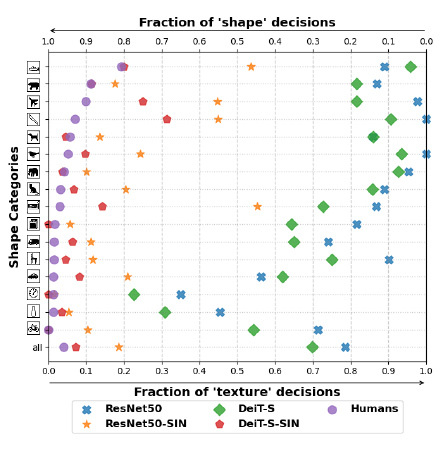 Fraction of 'shape' decisions
1.0 0.9 0.8 0.7 0.6 0.5 0.4 0.3 0.2 0.1 0.0
Shape Categories
all
0.0 0.1 0.2 0.3 0.4 0.5 0.6 0.7 0.8 0.9 1.0
Fraction of 'texture' decisions
ResNet50 DeiT-S Humans
ResNet50-SIN DeiT-S-SIN